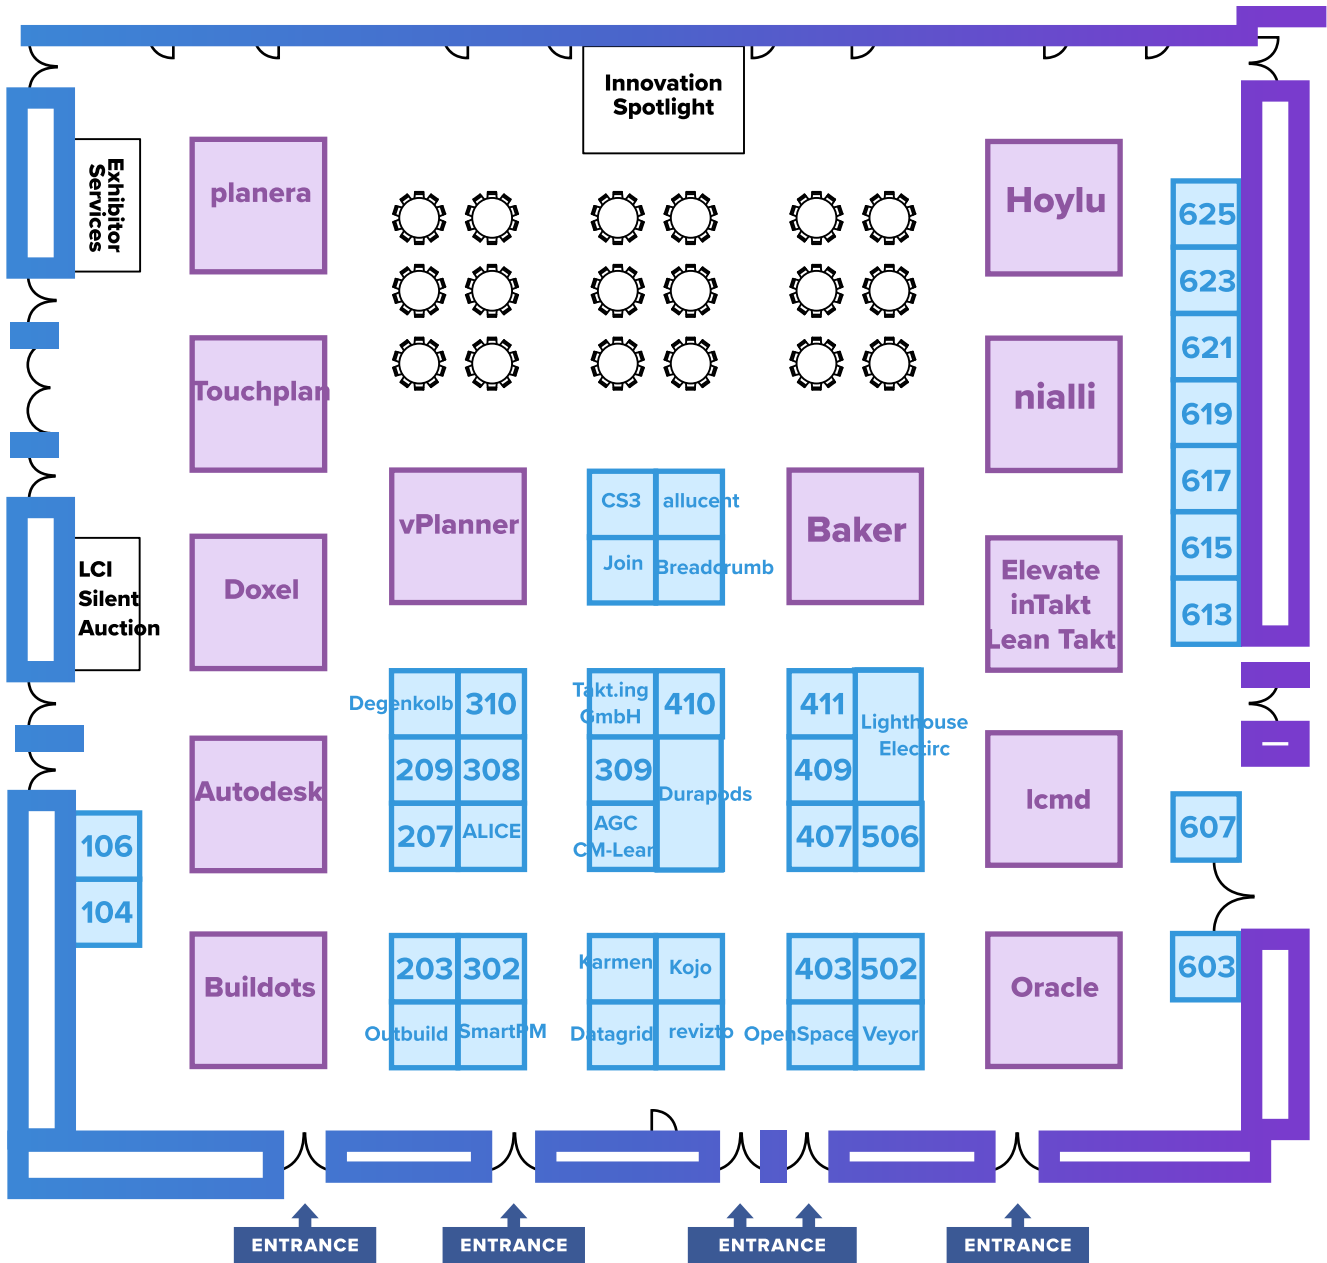 Innovation
Spotlight
Exhibitor
Services
planera
Hoylu
625
623
621
619
617
615
613
Touchplan
nialli
vPlanner
CS3
allucent
Join
Breadcrumb
Baker
LCI
Silent
Auction
Doxel
Elevate
inTakt
Lean Takt
Degenkolb
310
209
308
207
ALICE
Takt.ing
GmbH
410
309
Durapods
AGC
CM-Lean
411
Lighthouse
Electirc
409
407
506
Autodesk
lcmd
106
104
607
603
Buildots
203
302
Outbuild
SmartPM
Karmen
Kojo
Datagrid
revizto
403
502
OpenSpace
Veyor
Oracle
ENTRANCE
ENTRANCE
ENTRANCE
ENTRANCE